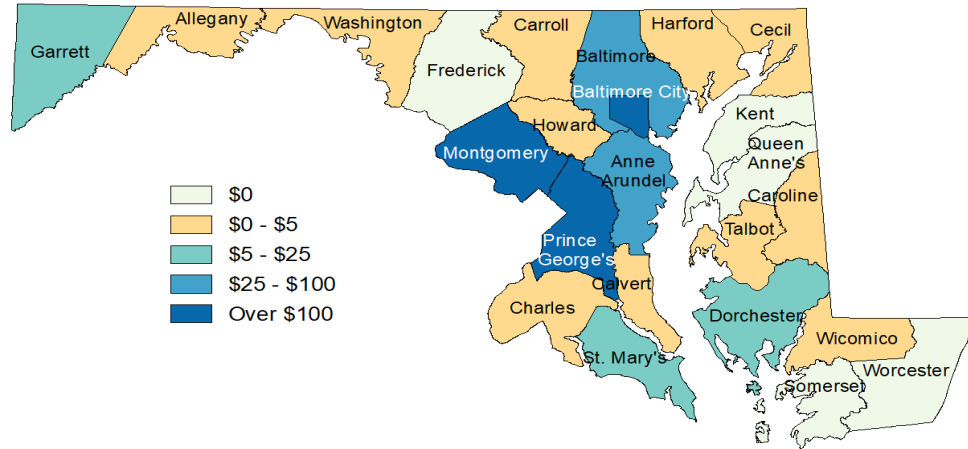 Allegany
Washington
Carroll
Harford
Cecil
Garrett
Baltimore
Frederick
Baltimore City
Kent
Howard
Queen
Anne's
Montgomery
Anne
Arundel
Caroline
$0
$0 - $5
$5 - $25
$25 - $100
Over $100
Talbot
Prince
George's
Calvert
Charles
Dorchester
Wicomico
St. Mary's
Worcester
Somerset